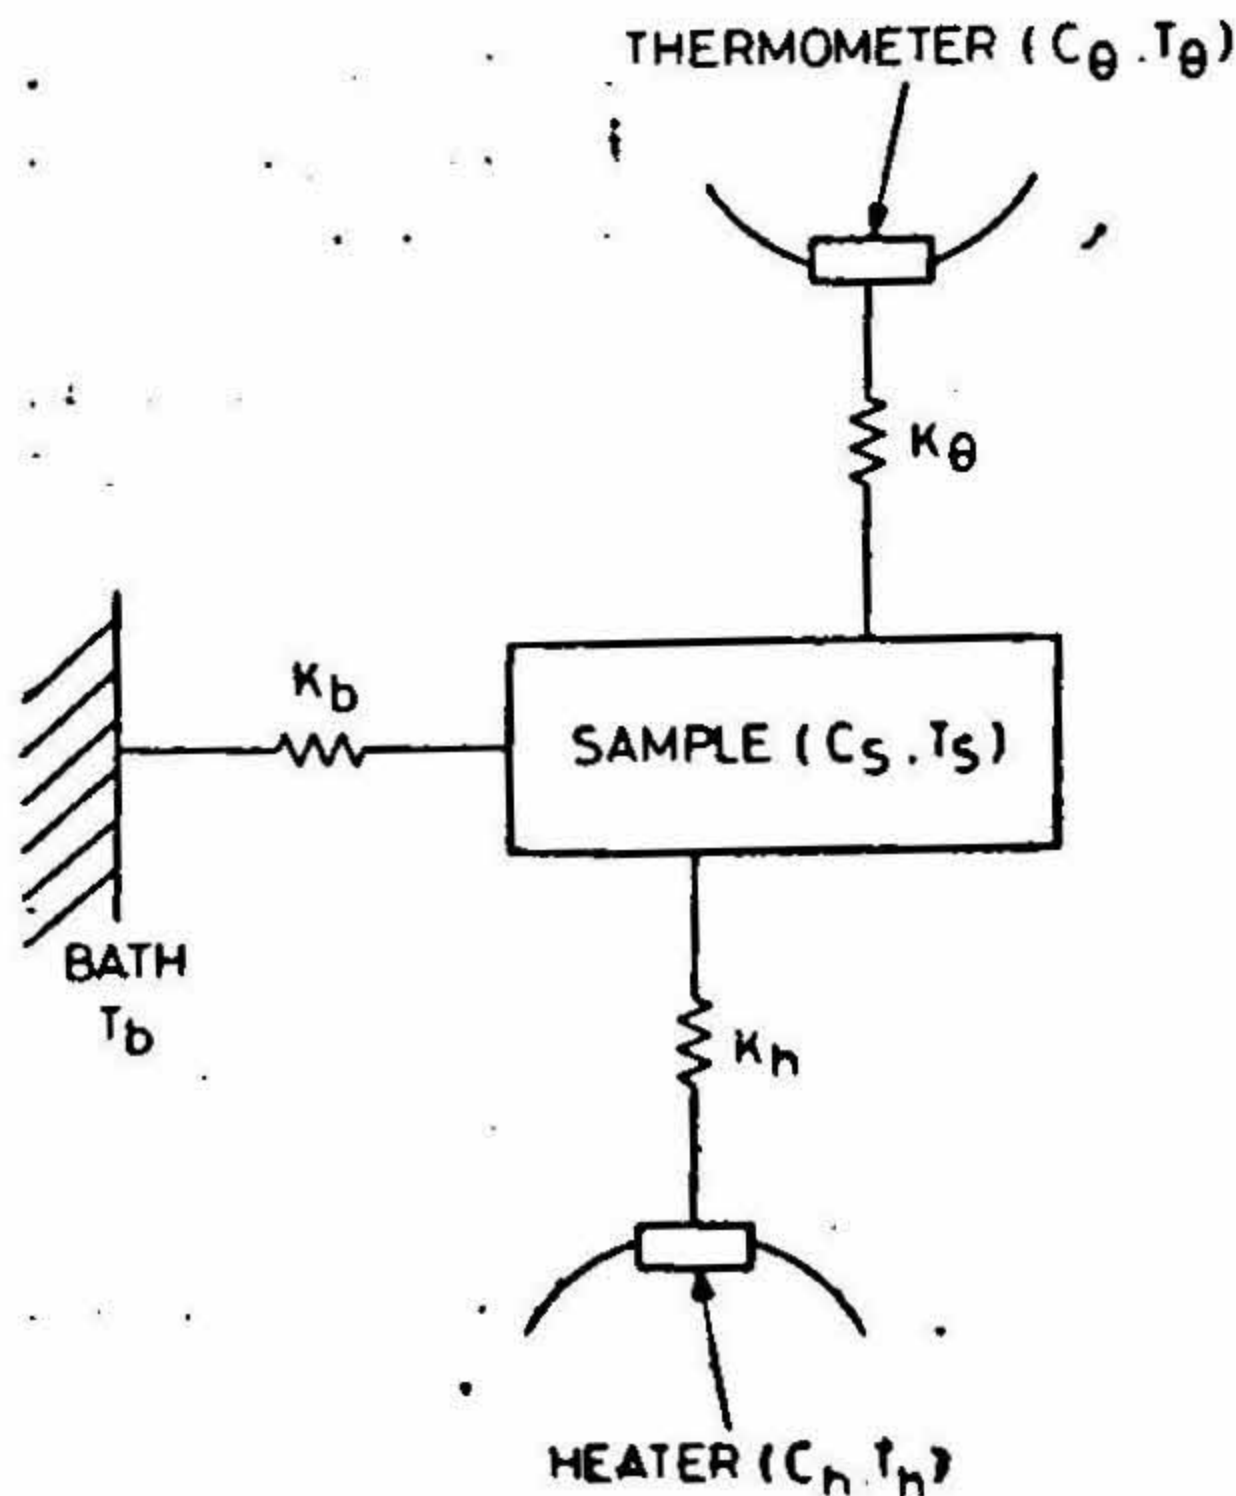 THERMOMETER ( Cθ . Tθ )
Kθ
Kb
SAMPLE ( CS . TS )
BATH
Tb
Kh
HEATER ( Ch . Th )